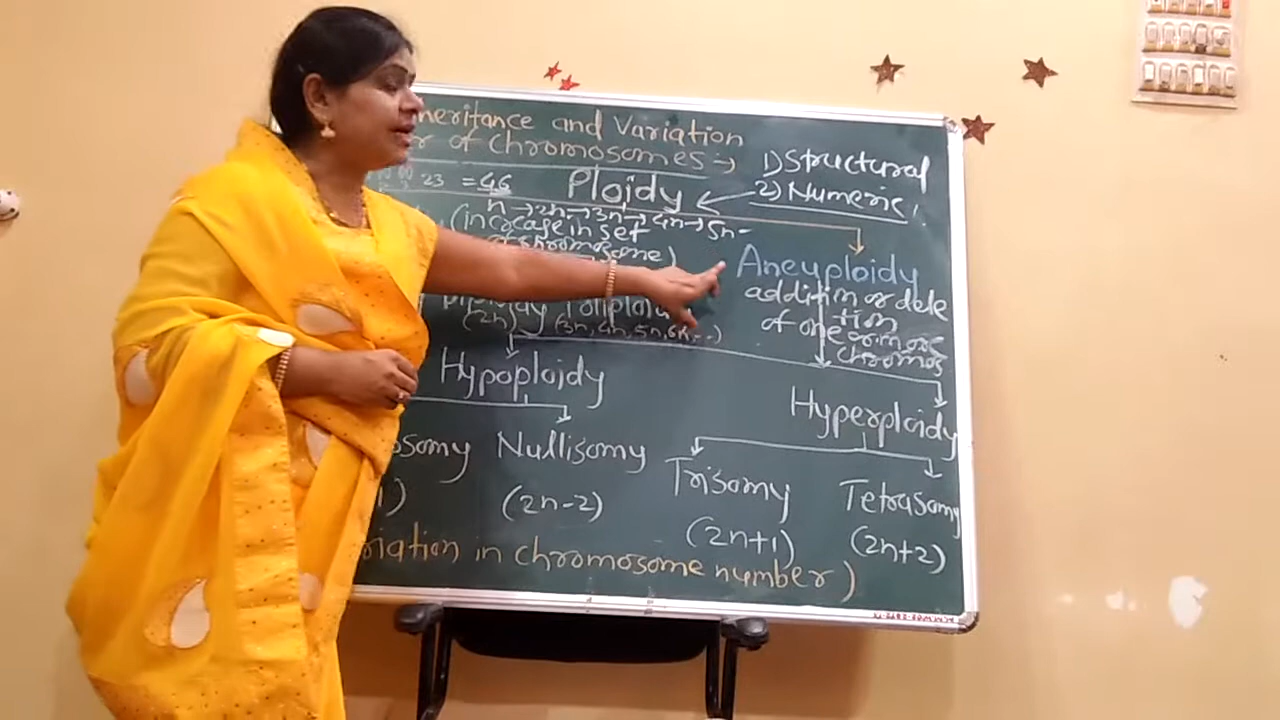 and Variation
of chromosomes → 1) Structural
23 = 46 Ploidy ← 2) Numeric
n → 2n → 3n → 4n → 5n -
(increase in set
of chromosome)
Aneuploidy
addition or dele
tion
of one or more
chromos
(2n) (3n, 4n, 5n, 6n, ..)
Hypoploidy
Hyperploidy
Nullisomy
(2n-2)
Trisomy
(2n+1)
Tetrasomy
(2n+2)
in chromosome number)